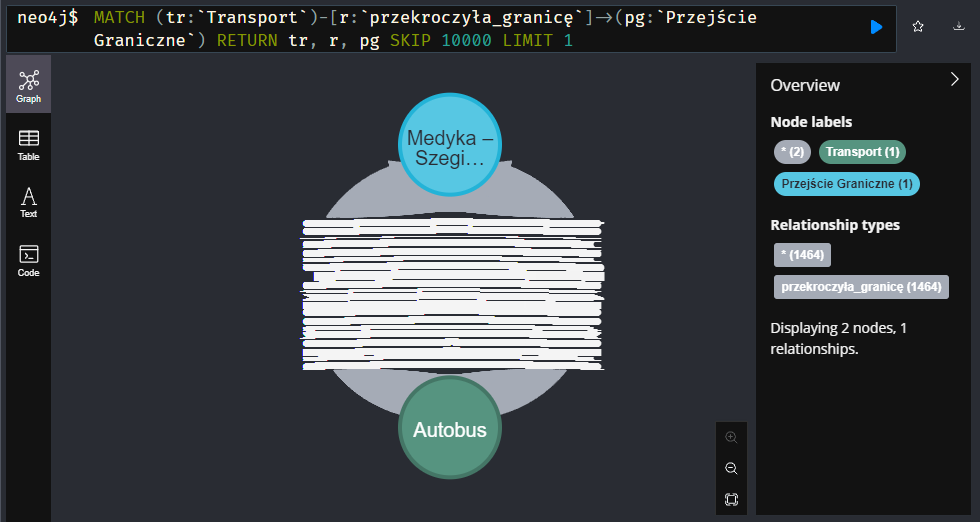 neo4j$ MATCH (tr:`Transport`)-[r:`przekroczyła_granicę`]→(pg:`Przejście
Graniczne`) RETURN tr, r, pg SKIP 10000 LIMIT 1
Graph
Table
Text
Code
Medyka –
Szegi…
Autobus
Overview
Node labels
* (2) Transport (1)
Przejście Graniczne (1)
Relationship types
* (1464)
przekroczyła_granicę (1464)
Displaying 2 nodes, 1
relationships.